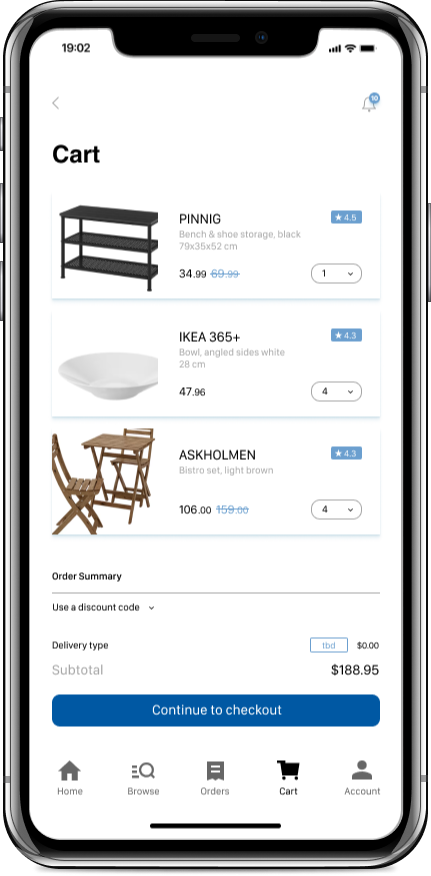 19:02
10
Cart
PINNIG
4.5
Bench & shoe storage, black
79x35x52 cm
34.99 69.99
1
IKEA 365+
4.3
Bowl, angled sides white
28 cm
47.96
4
ASKHOLMEN
4.3
Bistro set, light brown
106.00 159.00
4
Order Summary
Use a discount code
Delivery type
tbd
$0.00
Subtotal
$188.95
Continue to checkout
Home
Browse
Orders
Cart
Account